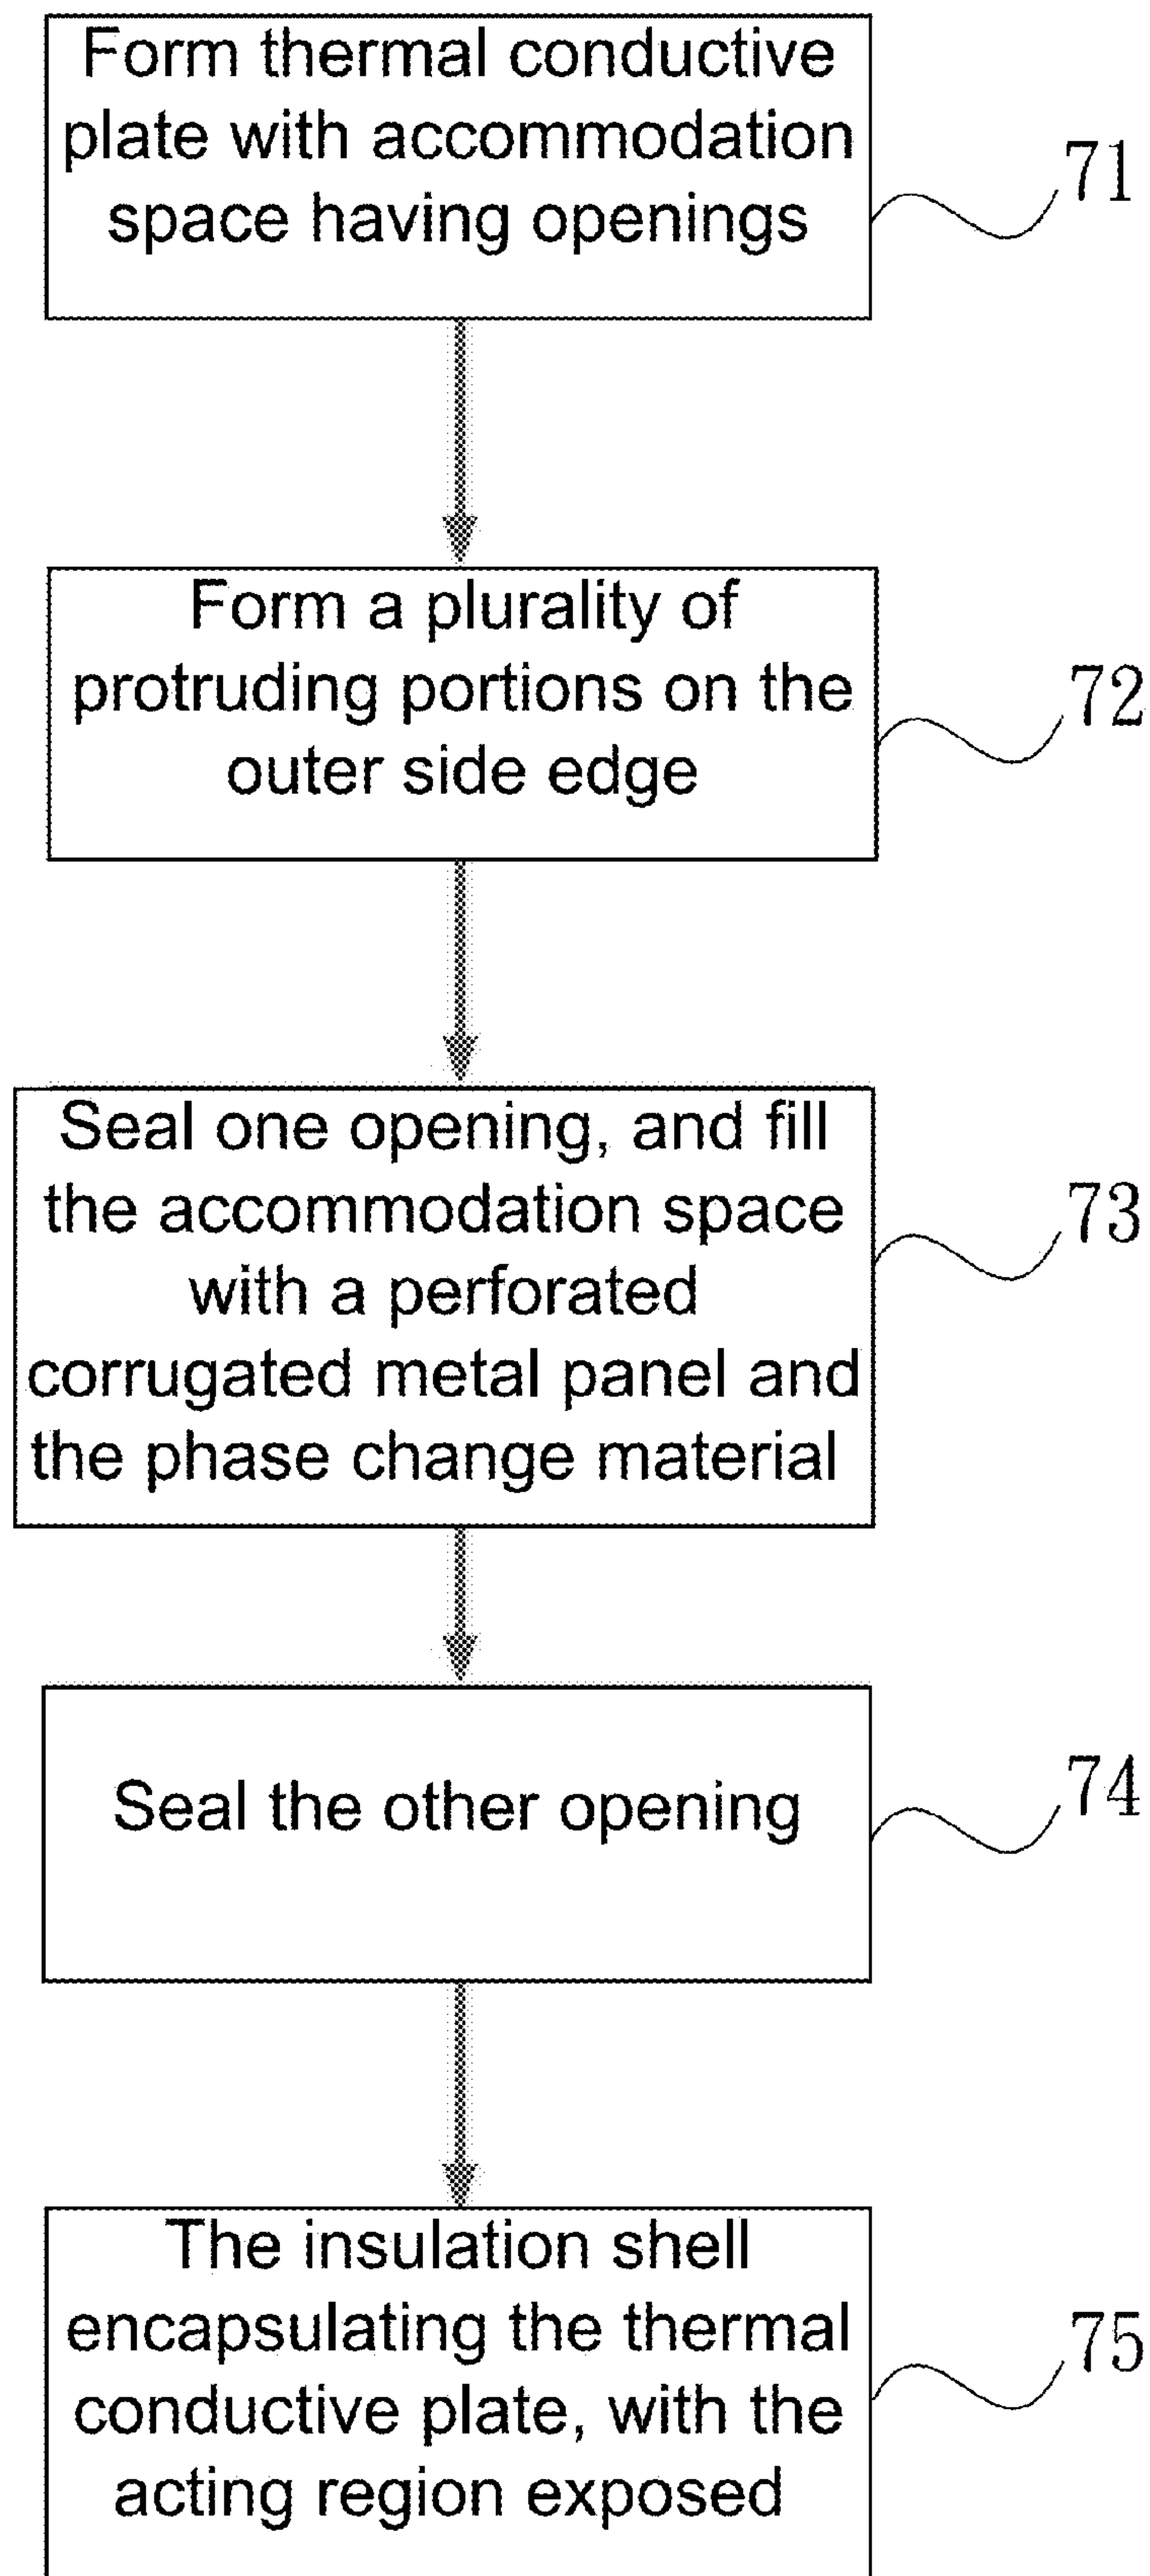 Form thermal conductive
plate with accommodation
space having openings
71
Form a plurality of
protruding portions on the
outer side edge
72
Seal one opening, and fill
the accommodation space
with a perforated
corrugated metal panel and
the phase change material
73
Seal the other opening
74
The insulation shell
encapsulating the thermal
conductive plate, with the
acting region exposed
75